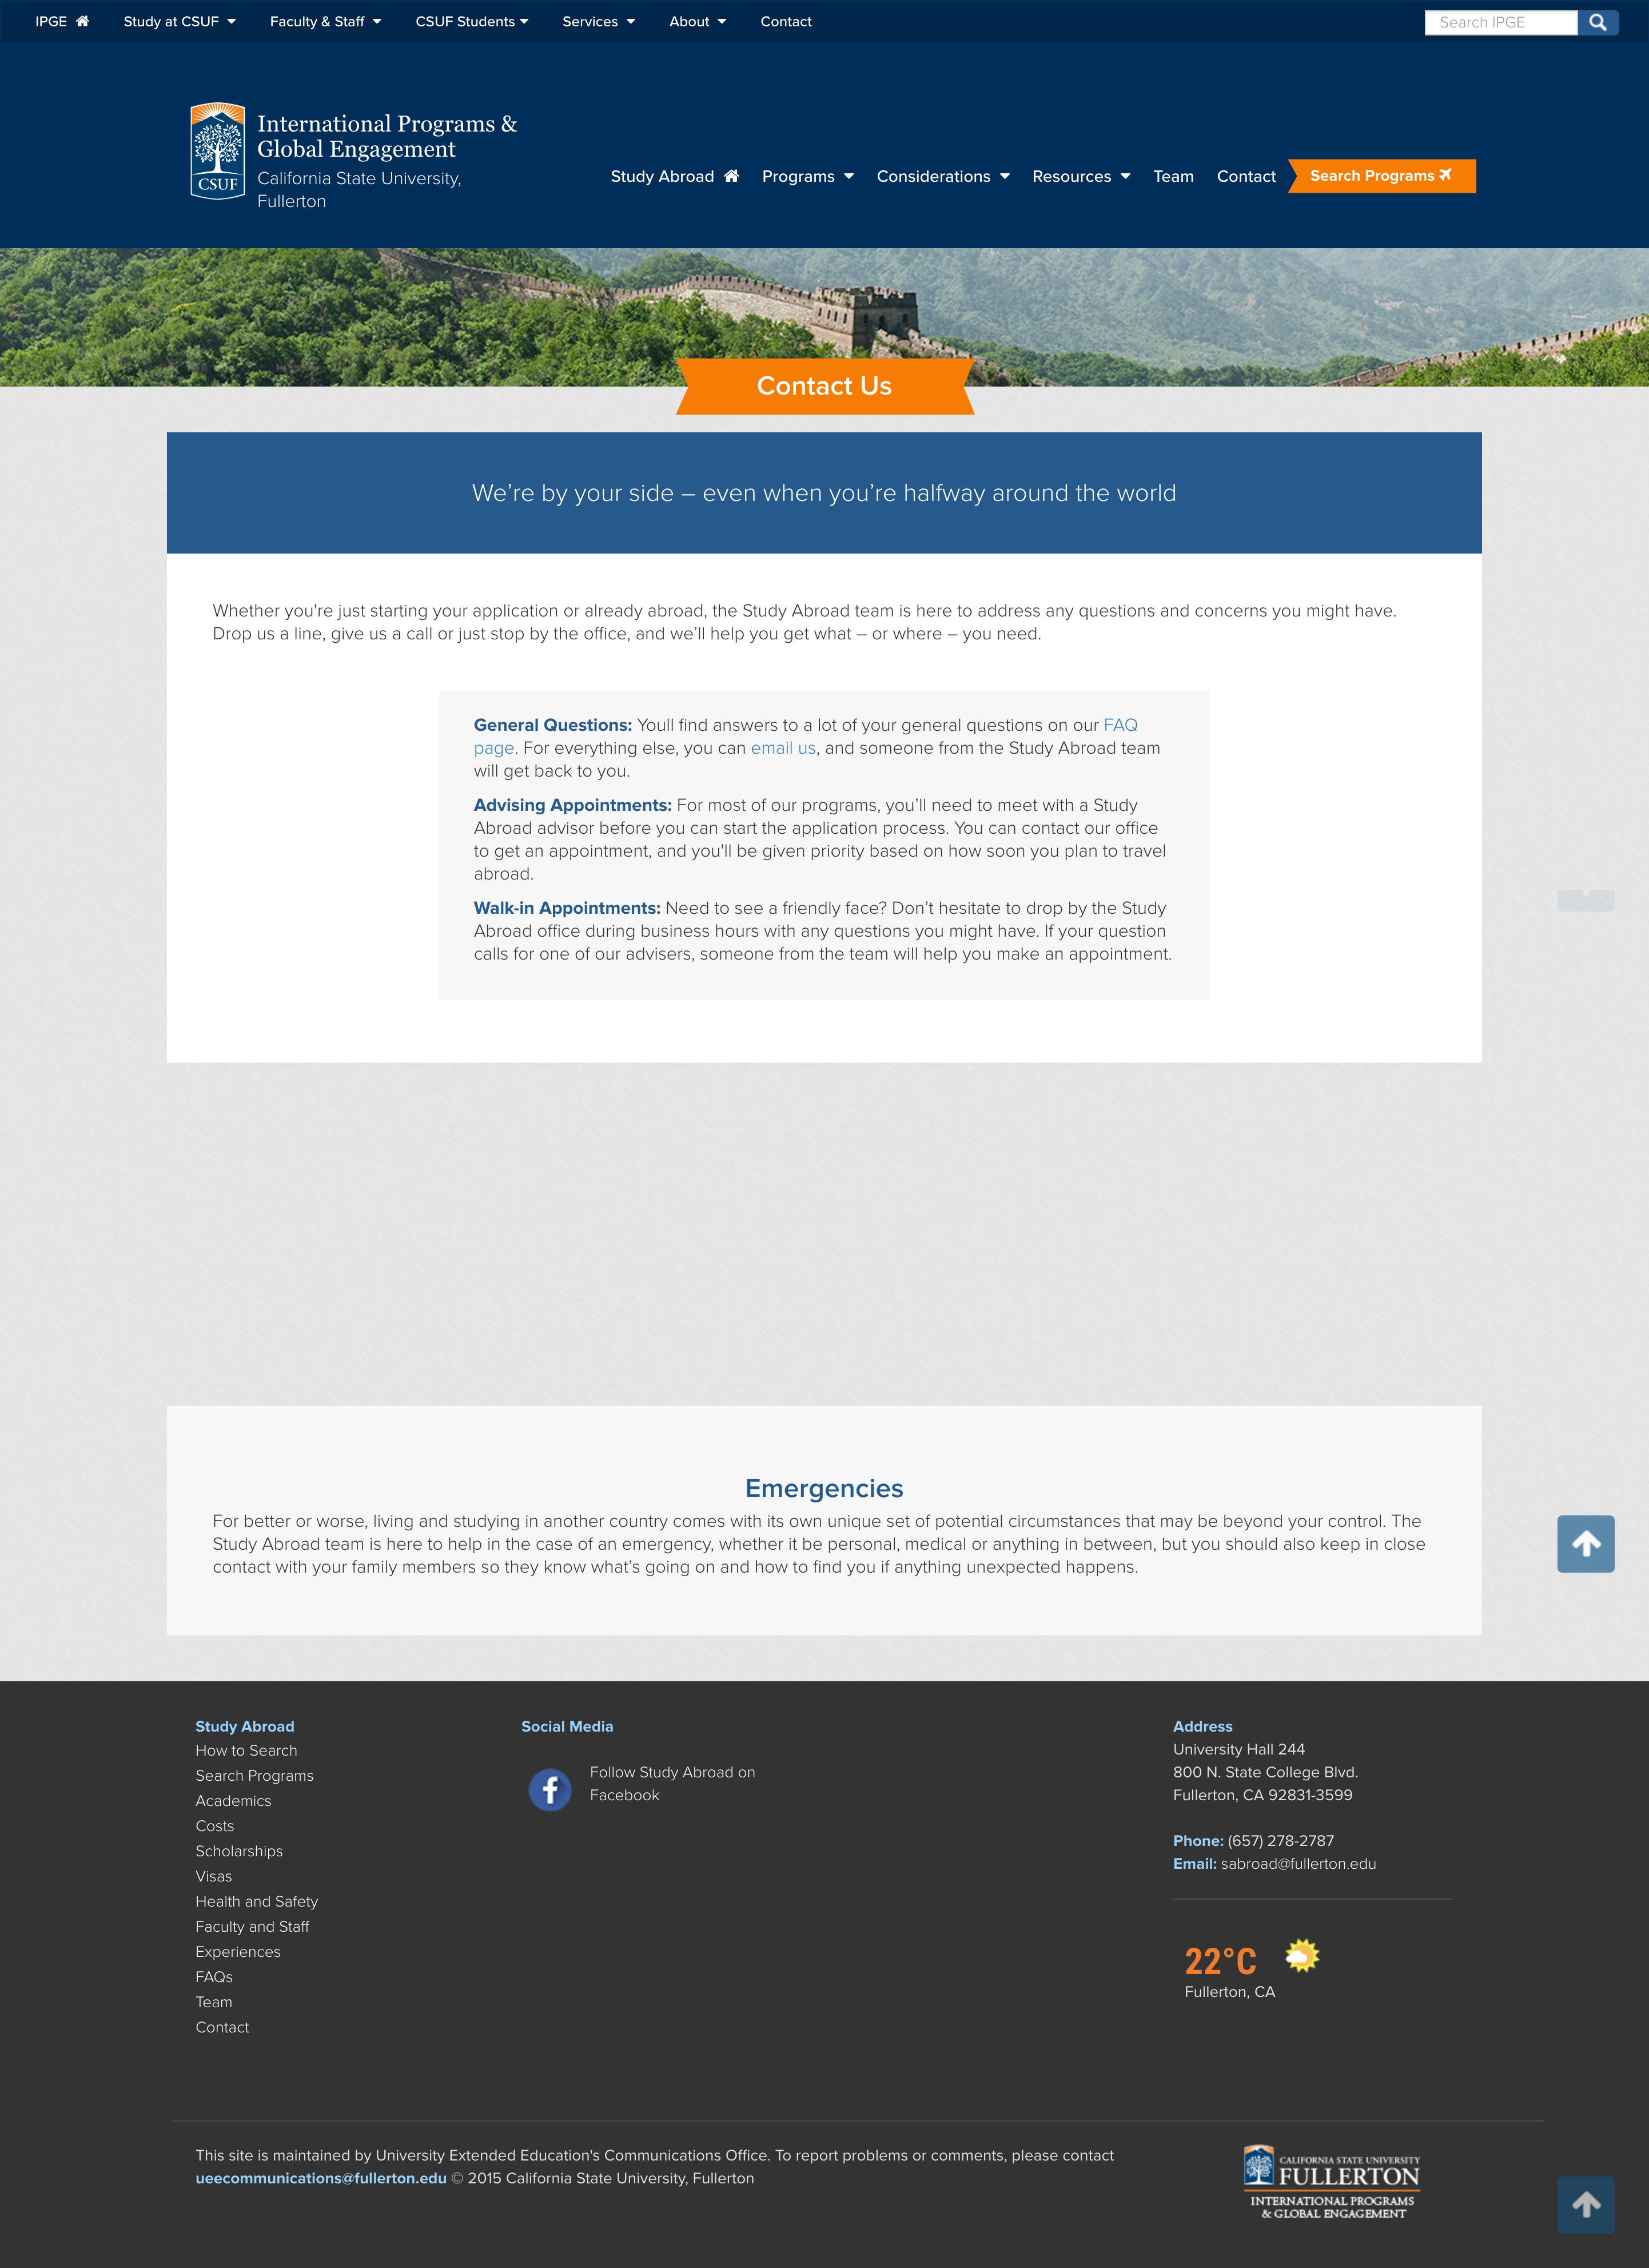 IPGE
Study at CSUF
Faculty & Staff
CSUF Students
Services
About
Contact
Search IPGE
CSUF
International Programs &
Global Engagement
California State University,
Fullerton
Study Abroad
Programs
Considerations
Resources
Team
Contact
Search Programs
Contact Us
We’re by your side – even when you’re halfway around the world
Whether you're just starting your application or already abroad, the Study Abroad team is here to address any questions and concerns you might have.
Drop us a line, give us a call or just stop by the office, and we’ll help you get what – or where – you need.
General Questions: Youll find answers to a lot of your general questions on our FAQ
page. For everything else, you can email us, and someone from the Study Abroad team
will get back to you.
Advising Appointments: For most of our programs, you’ll need to meet with a Study
Abroad advisor before you can start the application process. You can contact our office
to get an appointment, and you'll be given priority based on how soon you plan to travel
abroad.
Walk-in Appointments: Need to see a friendly face? Don’t hesitate to drop by the Study
Abroad office during business hours with any questions you might have. If your question
calls for one of our advisers, someone from the team will help you make an appointment.
Emergencies
For better or worse, living and studying in another country comes with its own unique set of potential circumstances that may be beyond your control. The
Study Abroad team is here to help in the case of an emergency, whether it be personal, medical or anything in between, but you should also keep in close
contact with your family members so they know what’s going on and how to find you if anything unexpected happens.
Study Abroad
How to Search
Search Programs
Academics
Costs
Scholarships
Visas
Health and Safety
Faculty and Staff
Experiences
FAQs
Team
Contact
Social Media
Follow Study Abroad on
Facebook
Address
University Hall 244
800 N. State College Blvd.
Fullerton, CA 92831-3599
Phone: (657) 278-2787
Email: sabroad@fullerton.edu
22°C
Fullerton, CA
This site is maintained by University Extended Education's Communications Office. To report problems or comments, please contact
ueecommunications@fullerton.edu © 2015 California State University, Fullerton
CALIFORNIA STATE UNIVERSITY
FULLERTON
INTERNATIONAL PROGRAMS
& GLOBAL ENGAGEMENT